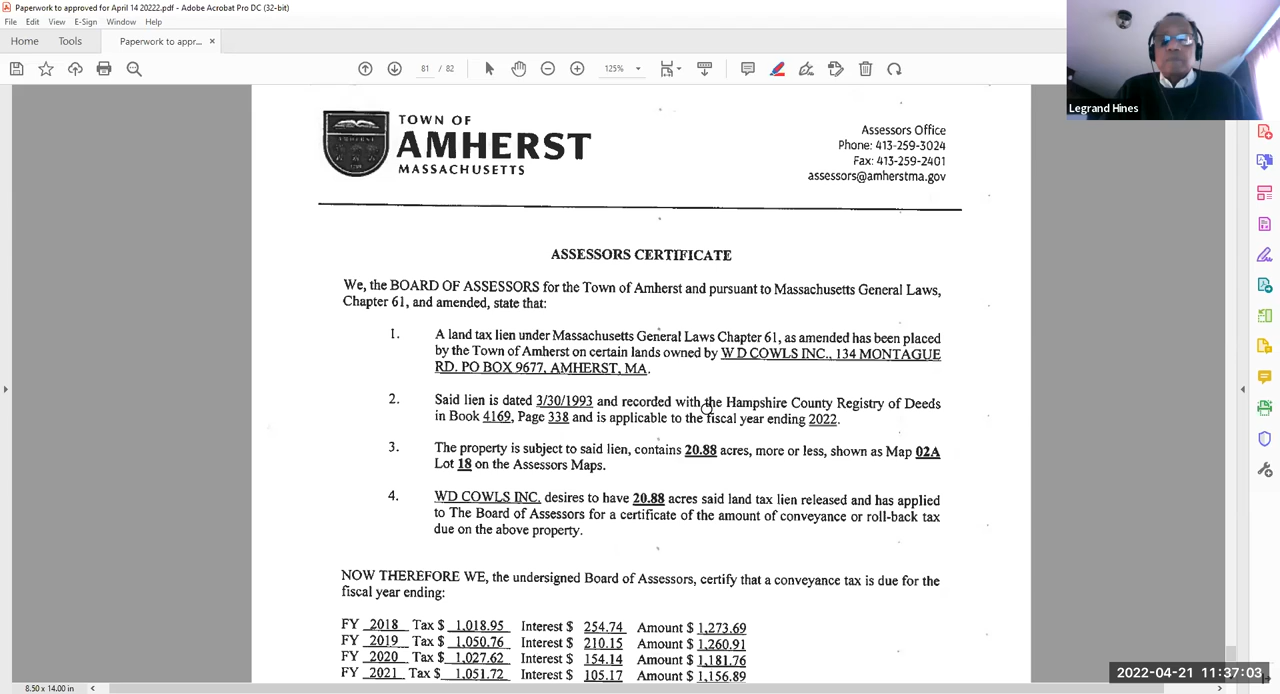 Paperwork to approved for April 14 20222.pdf - Adobe Acrobat Pro DC (32-bit)
File Edit View E-Sign Window Help
Home Tools Paperwork to appr... ×
81 / 82 125%
Legrand Hines
TOWN OF
AMHERST
MASSACHUSETTS
Assessors Office
Phone: 413-259-3024
Fax: 413-259-2401
assessors@amherstma.gov
ASSESSORS CERTIFICATE
We, the BOARD OF ASSESSORS for the Town of Amherst and pursuant to Massachusetts General Laws,
Chapter 61, and amended, state that:
1. A land tax lien under Massachusetts General Laws Chapter 61, as amended has been placed
by the Town of Amherst on certain lands owned by W D COWLS INC., 134 MONTAGUE
RD. PO BOX 9677, AMHERST, MA.
2. Said lien is dated 3/30/1993 and recorded with the Hampshire County Registry of Deeds
in Book 4169, Page 338 and is applicable to the fiscal year ending 2022.
3. The property is subject to said lien, contains 20.88 acres, more or less, shown as Map 02A
Lot 18 on the Assessors Maps.
4. WD COWLS INC. desires to have 20.88 acres said land tax lien released and has applied
to The Board of Assessors for a certificate of the amount of conveyance or roll-back tax
due on the above property.
NOW THEREFORE WE, the undersigned Board of Assessors, certify that a conveyance tax is due for the
fiscal year ending:
FY 2018 Tax $ 1,018.95 Interest $ 254.74 Amount $ 1,273.69
FY 2019 Tax $ 1,050.76 Interest $ 210.15 Amount $ 1,260.91
FY 2020 Tax $ 1,027.62 Interest $ 154.14 Amount $ 1,181.76
FY 2021 Tax $ 1,051.72 Interest $ 105.17 Amount $ 1,156.89
2022-04-21 11:37:03
8.50 x 14.00 in